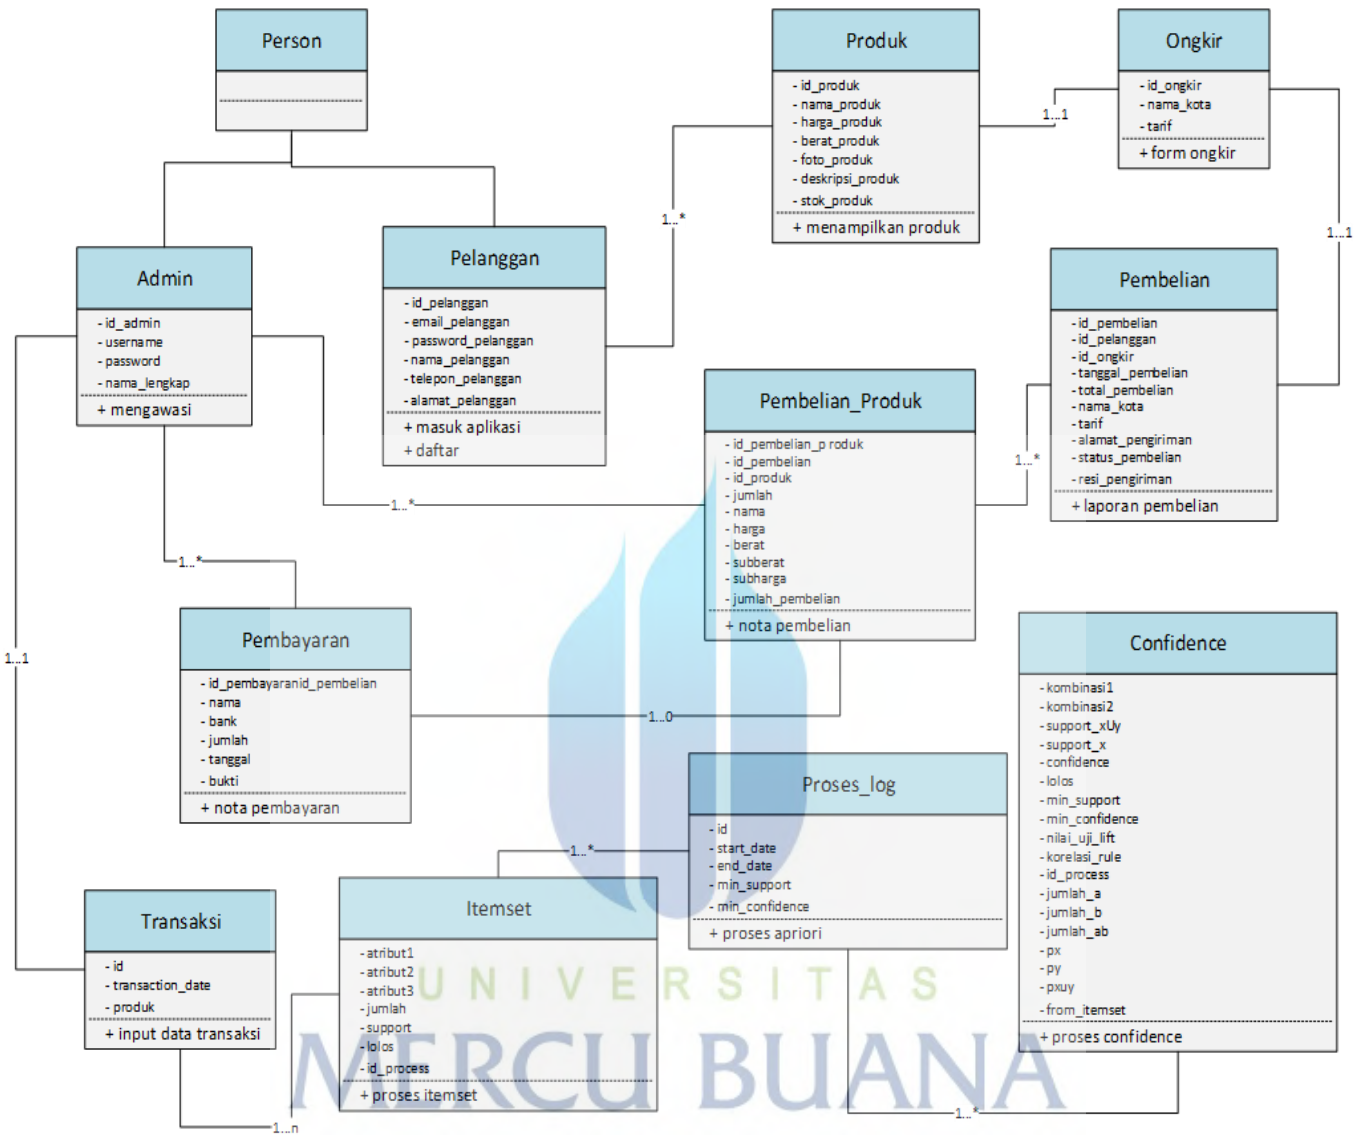 Person
Produk
- id_produk
- nama_produk
- harga_produk
- berat_produk
- foto_produk
- deskripsi_produk
- stok_produk
+ menampilkan produk
Ongkir
- id_ongkir
- nama_kota
- tarif
+ form ongkir
1...1
1...*
1...1
Admin
- id_admin
- username
- password
- nama_lengkap
+ mengawasi
Pelanggan
- id_pelanggan
- email_pelanggan
- password_pelanggan
- nama_pelanggan
- telepon_pelanggan
- alamat_pelanggan
+ masuk aplikasi
+ daftar
Pembelian
- id_pembelian
- id_pelanggan
- id_ongkir
- tanggal_pembelian
- total_pembelian
- nama_kota
- tarif
- alamat_pengiriman
- status_pembelian
- resi_pengiriman
+ laporan pembelian
Pembelian_Produk
- id_pembelian_p roduk
- id_pembelian
- id_produk
- jumlah
- nama
- harga
- berat
- subberat
- subharga
- jumlah_pembelian
+ nota pembelian
1...*
1...*
1...*
1...1
Pembayaran
- id_pembayaranid_pembelian
- nama
- bank
- jumlah
- tanggal
- bukti
+ nota pembayaran
1...0
Confidence
- kombinasi1
- kombinasi2
- support_xUy
- support_x
- confidence
- lolos
- min_support
- min_confidence
- nilai_uji_lift
- korelasi_rule
- id_process
- jumlah_a
- jumlah_b
- jumlah_ab
- px
- py
- pxuy
- from_itemset
+ proses confidence
Proses_log
- id
- start_date
- end_date
- min_support
- min_confidence
+ proses apriori
1...*
Transaksi
- id
- transaction_date
- produk
+ input data transaksi
Itemset
- atribut1
- atribut2
- atribut3
- jumlah
- support
- lolos
- id_process
+ proses itemset
1...n
1...*
UNIVERSITAS
MERCU BUANA